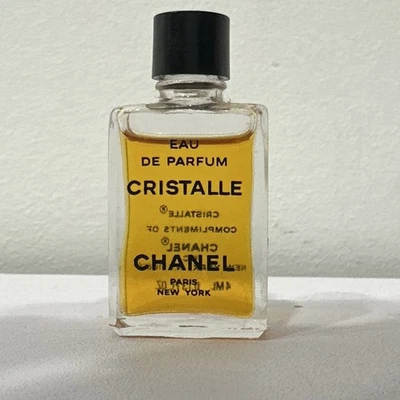 EAU
DE PARFUM
CRISTALLE
CRISTALLE®
COMPLIMENTS OF
CHANEL®
CHANEL
PARIS
NEW YORK